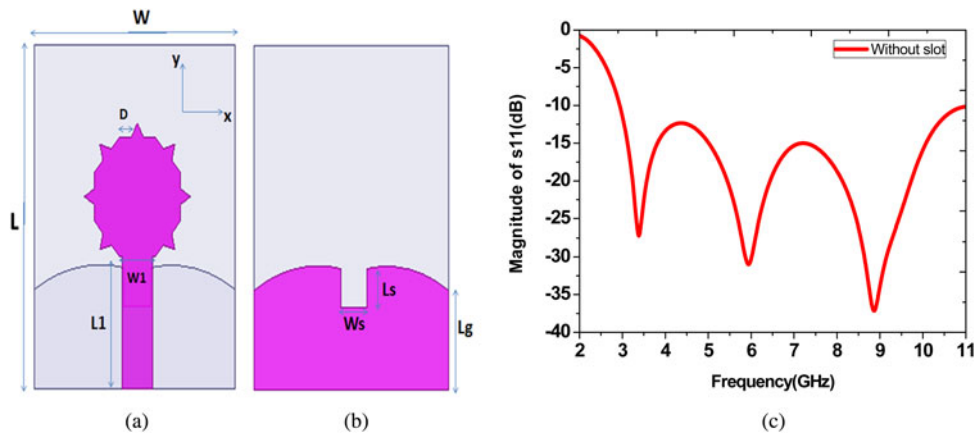 W
y
x
D
L
W1
L1
Ls
Ws
Lg
(a)
(b)
Magnitude of s11(dB)
0
-5
-10
-15
-20
-25
-30
-35
-40
2 3 4 5 6 7 8 9 10 11
Frequency(GHz)
Without slot
(c)